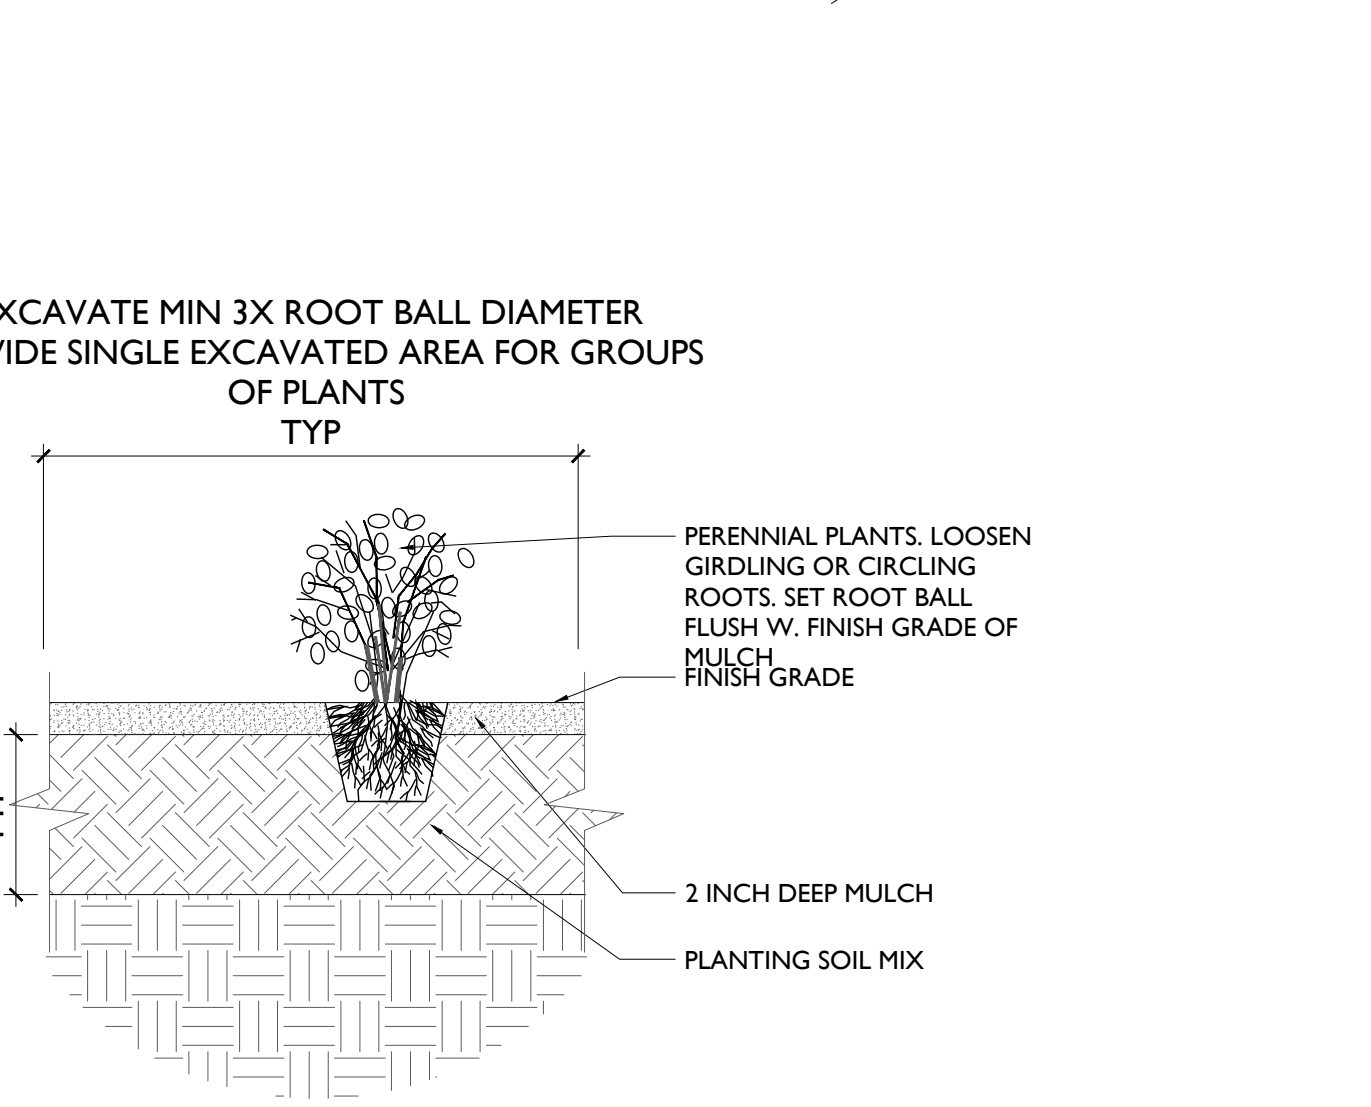 XCAVATE MIN 3X ROOT BALL DIAMETER
VIDE SINGLE EXCAVATED AREA FOR GROUPS
OF PLANTS
TYP
PERENNIAL PLANTS. LOOSEN
GIRDLING OR CIRCLING
ROOTS. SET ROOT BALL
FLUSH W. FINISH GRADE OF
MULCH
FINISH GRADE
2 INCH DEEP MULCH
PLANTING SOIL MIX